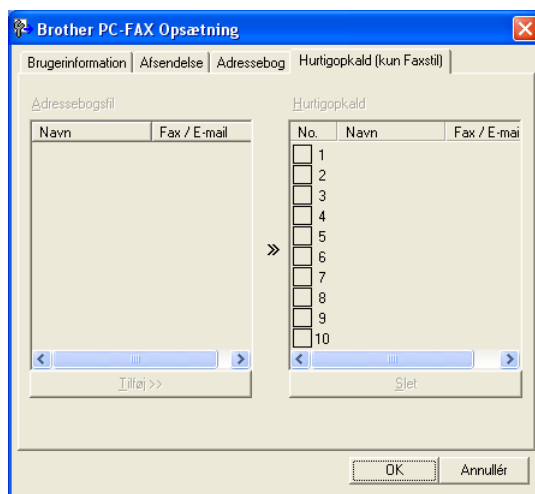 Brother PC-FAX Opsætning
Brugerinformation Afsendelse Adressebog Hurtigopkald (kun Faxstil)
Adressebogsfil
Navn Fax / E-mail
Tilføj >>
»
Hurtigopkald
No. Navn Fax / E-mai
1
2
3
4
5
6
7
8
9
10
Slet
OK Annullér